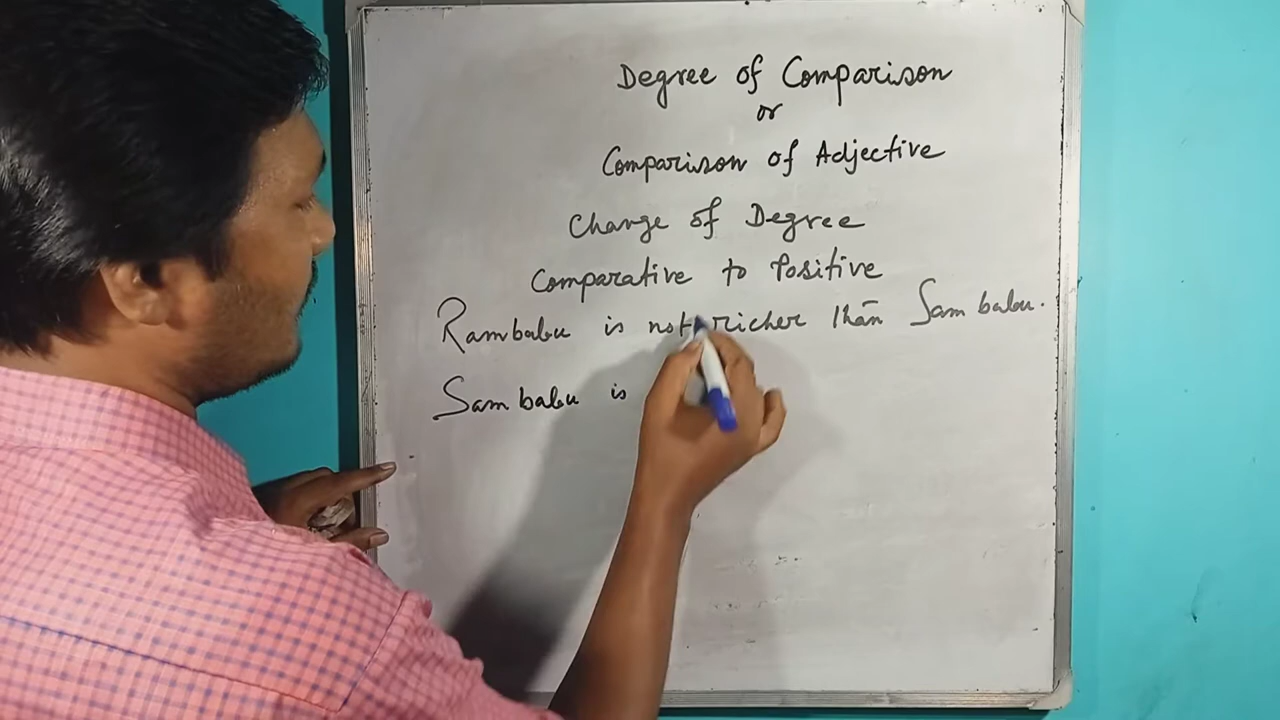 Degree of Comparison
or
Comparison of Adjective
Change of Degree
Comparative to Positive
Rambabu is not richer than Sambabu.
Sambabu is